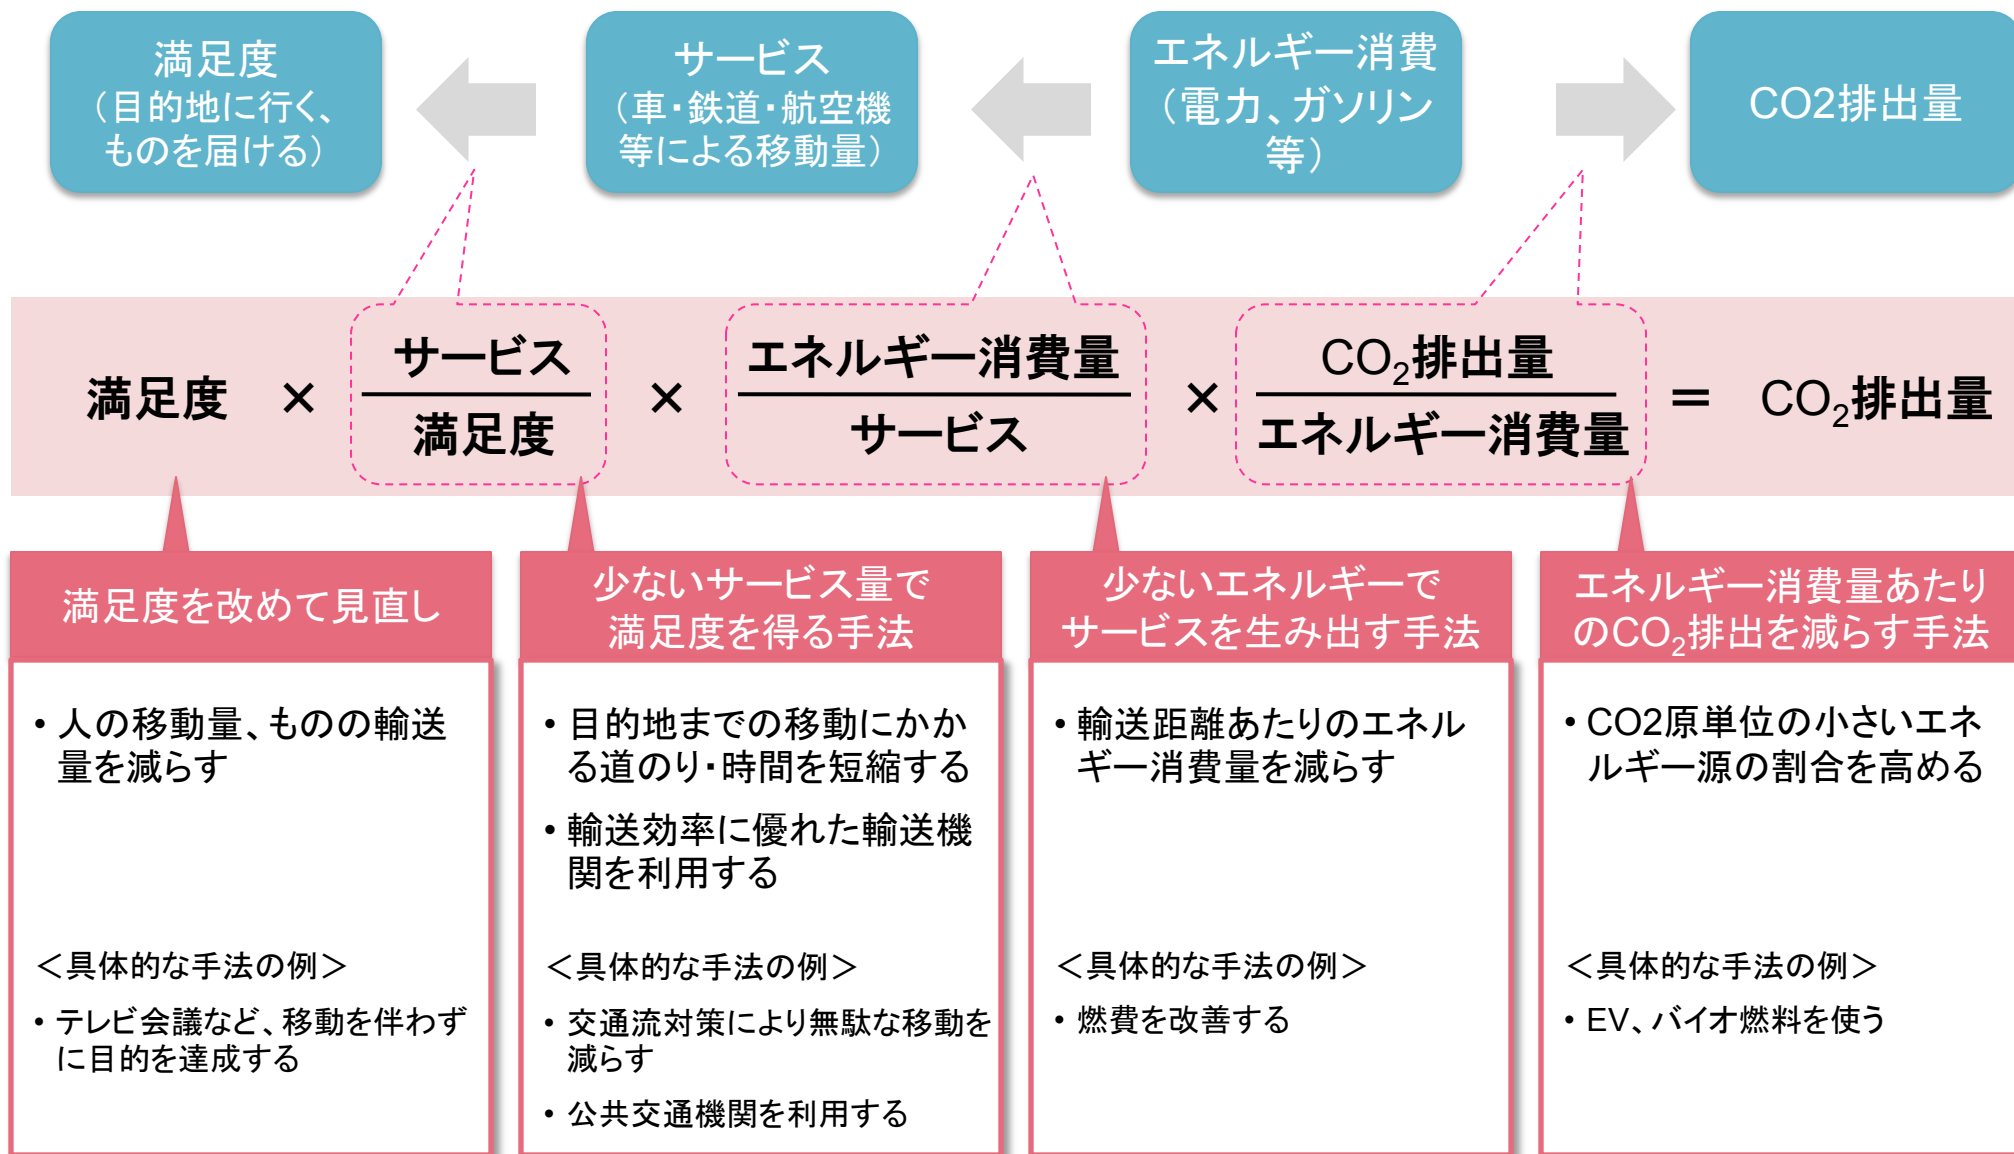 満足度
（目的地に行く、
ものを届ける）
サービス
（車・鉄道・航空機
等による移動量）
エネルギー消費
（電力、ガソリン
等）
CO2排出量
満足度 × サービス/満足度 × エネルギー消費量/サービス × CO₂排出量/エネルギー消費量 ＝ CO₂排出量
満足度を改めて見直し
・人の移動量、ものの輸送
量を減らす
＜具体的な手法の例＞
・テレビ会議など、移動を伴わず
に目的を達成する
少ないサービス量で
満足度を得る手法
・目的地までの移動にかか
る道のり・時間を短縮する
・輸送効率に優れた輸送機
関を利用する
＜具体的な手法の例＞
・交通流対策により無駄な移動を
減らす
・公共交通機関を利用する
少ないエネルギーで
サービスを生み出す手法
・輸送距離あたりのエネル
ギー消費量を減らす
＜具体的な手法の例＞
・燃費を改善する
エネルギー消費量あたり
のCO₂排出を減らす手法
・CO2原単位の小さいエネ
ルギー源の割合を高める
＜具体的な手法の例＞
・EV、バイオ燃料を使う